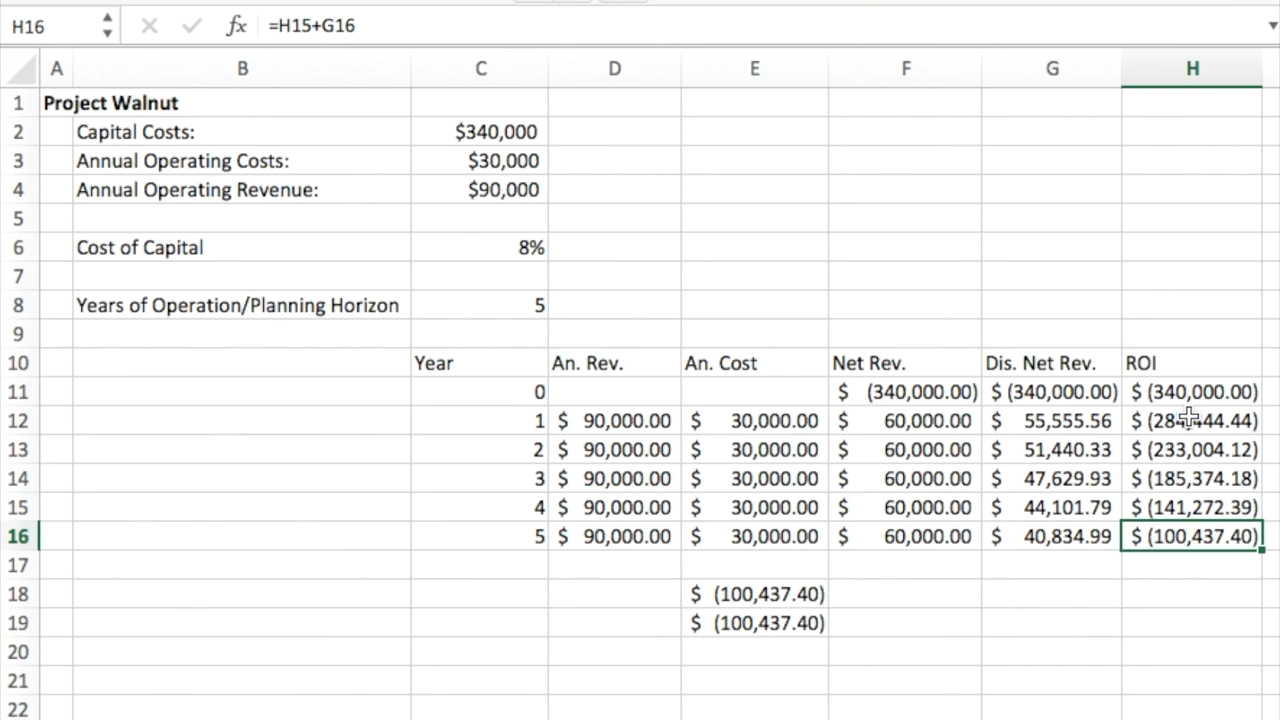 H16 fx =H15+G16
A B C D E F G H
1 Project Walnut
2 Capital Costs: $340,000
3 Annual Operating Costs: $30,000
4 Annual Operating Revenue: $90,000
5
6 Cost of Capital 8%
7
8 Years of Operation/Planning Horizon 5
9
10 Year An. Rev. An. Cost Net Rev. Dis. Net Rev. ROI
11 0 $ (340,000.00) $ (340,000.00) $ (340,000.00)
12 1 $ 90,000.00 $ 30,000.00 $ 60,000.00 $ 55,555.56 $ (284,444.44)
13 2 $ 90,000.00 $ 30,000.00 $ 60,000.00 $ 51,440.33 $ (233,004.12)
14 3 $ 90,000.00 $ 30,000.00 $ 60,000.00 $ 47,629.93 $ (185,374.18)
15 4 $ 90,000.00 $ 30,000.00 $ 60,000.00 $ 44,101.79 $ (141,272.39)
16 5 $ 90,000.00 $ 30,000.00 $ 60,000.00 $ 40,834.99 $ (100,437.40)
17
18 $ (100,437.40)
19 $ (100,437.40)
20
21
22